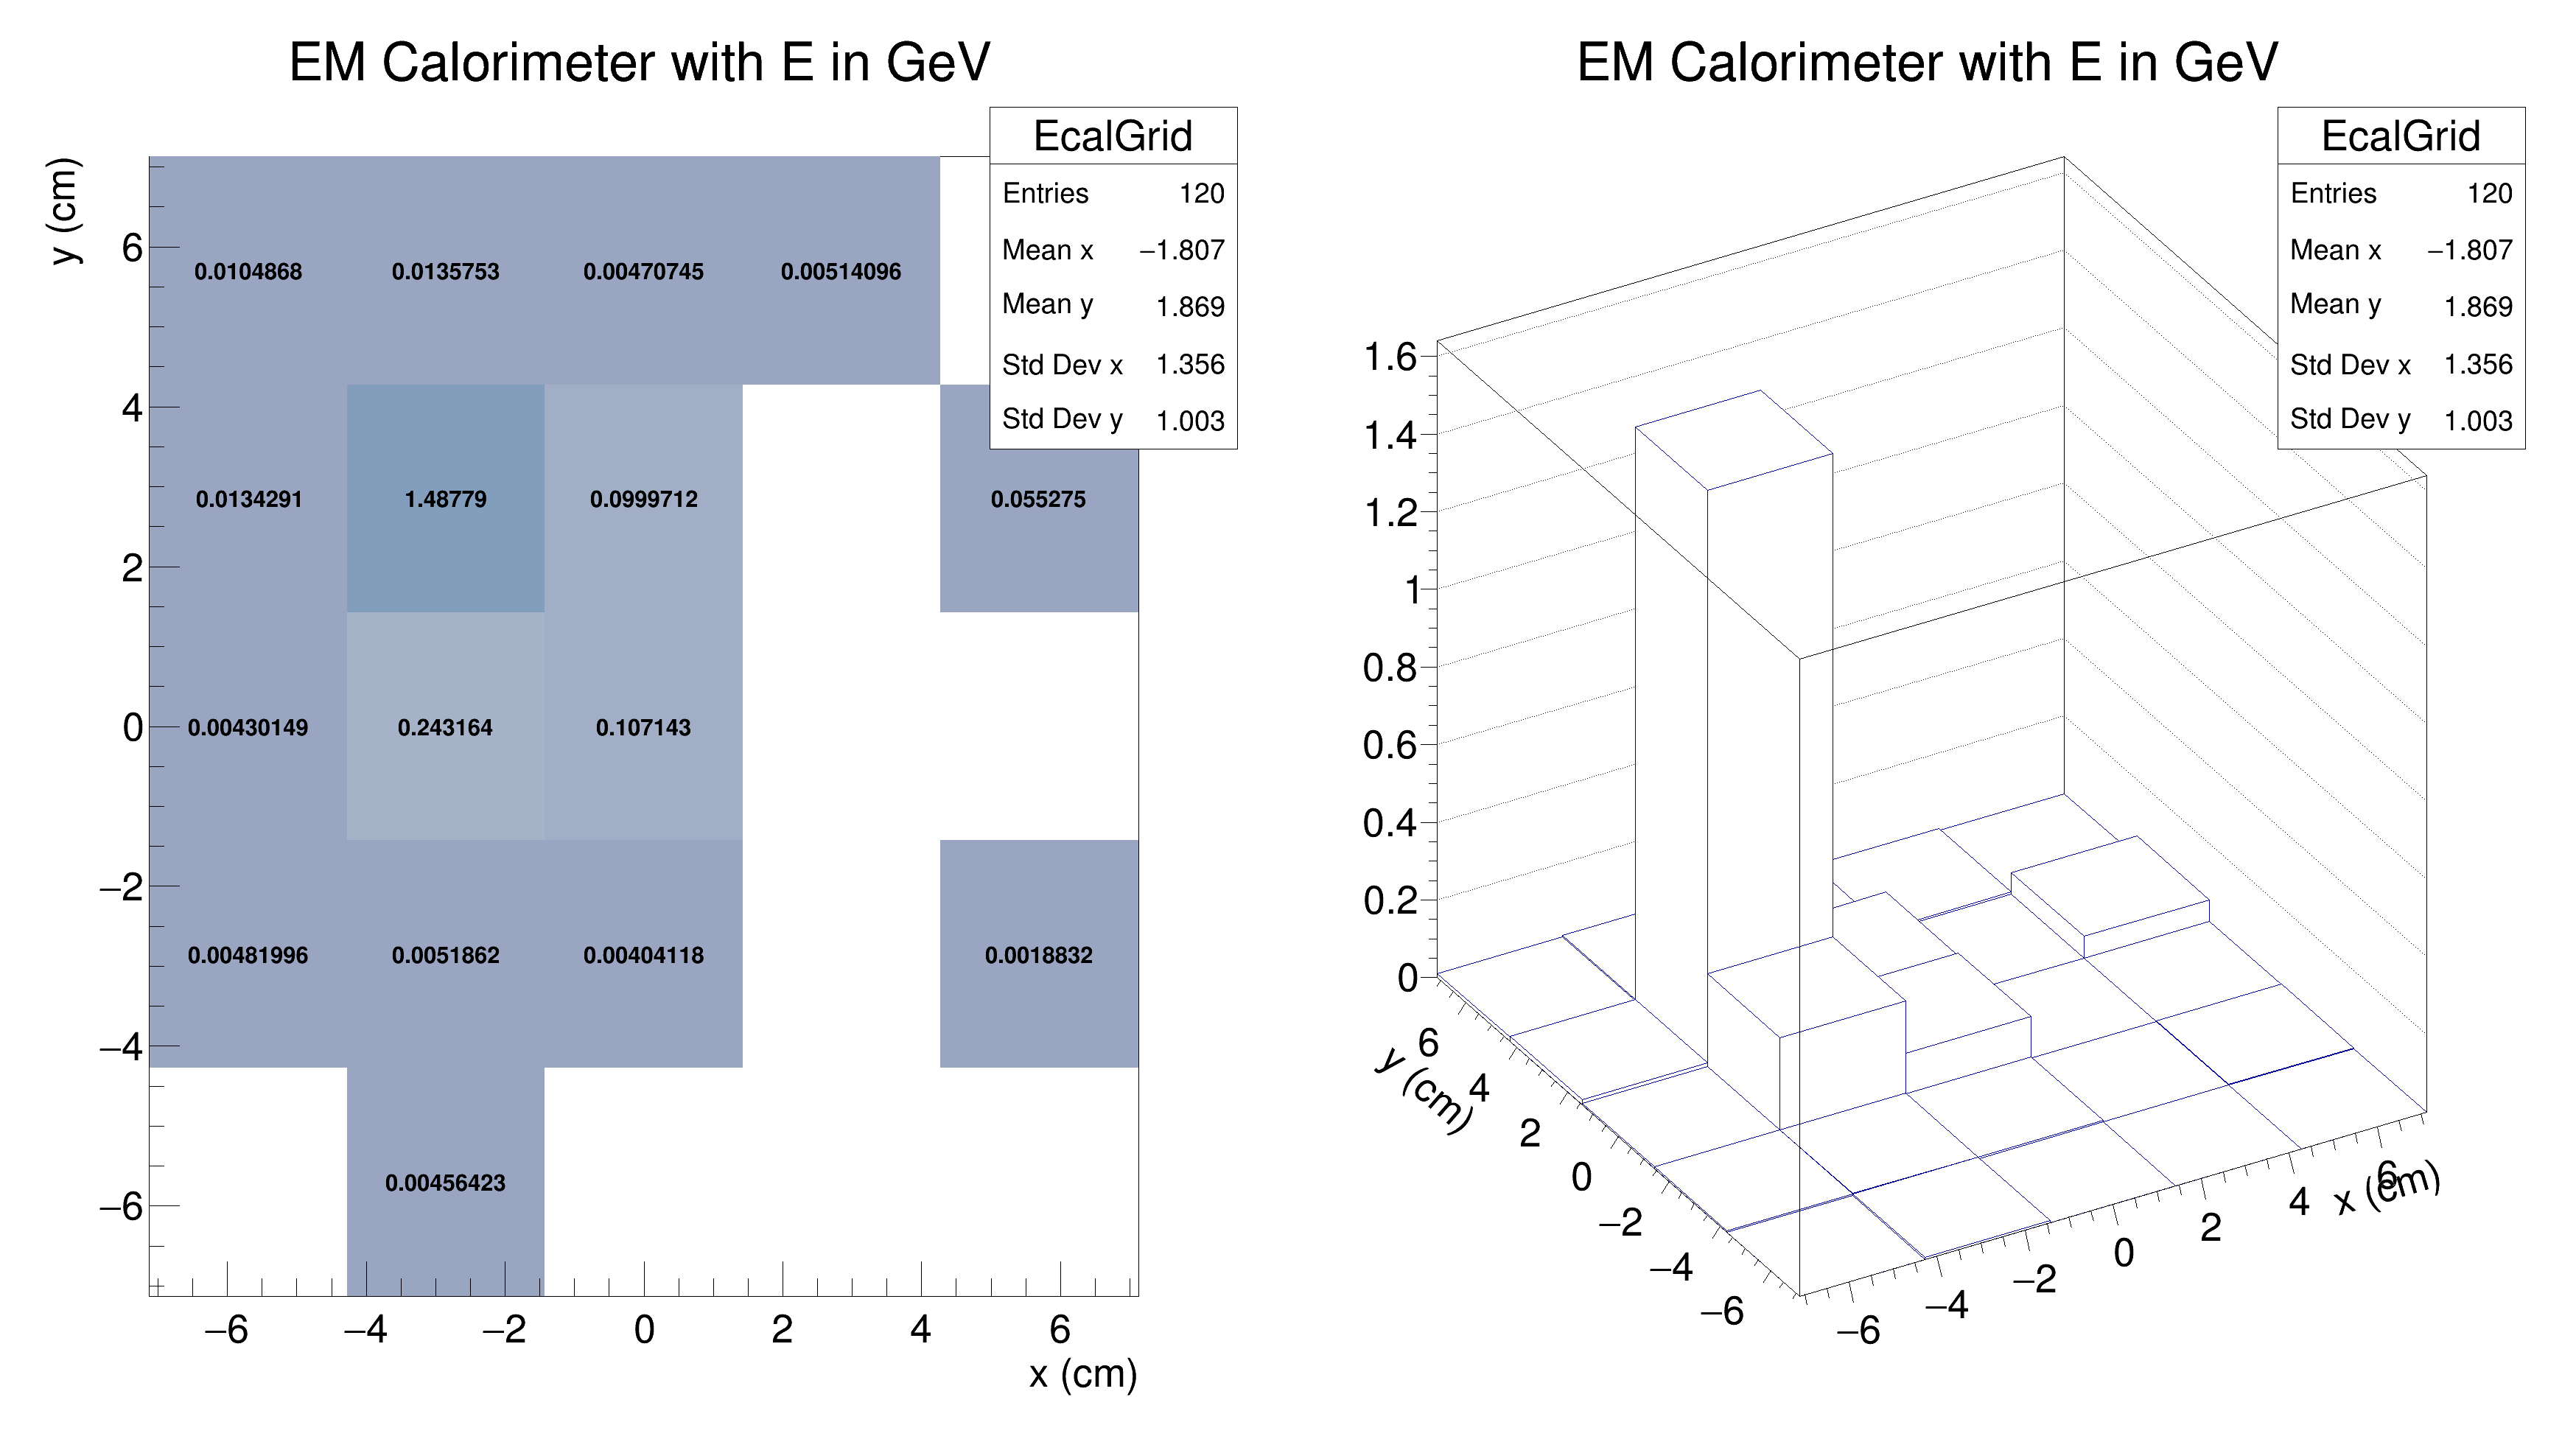 EM Calorimeter with E in GeV
EcalGrid
Entries 120
Mean x −1.807
Mean y 1.869
Std Dev x 1.356
Std Dev y 1.003
y (cm)
6
4
2
0
−2
−4
−6
0.0104868 0.0135753 0.00470745 0.00514096
0.0134291 1.48779 0.0999712 0.055275
0.00430149 0.243164 0.107143
0.00481996 0.0051862 0.00404118 0.0018832
0.00456423
−6 −4 −2 0 2 4 6
x (cm)
EM Calorimeter with E in GeV
EcalGrid
Entries 120
Mean x −1.807
Mean y 1.869
Std Dev x 1.356
Std Dev y 1.003
1.6
1.4
1.2
1
0.8
0.6
0.4
0.2
0
y (cm)
6
4
2
0
−2
−4
−6
−6 −4 −2 0 2 4 6
x (cm)